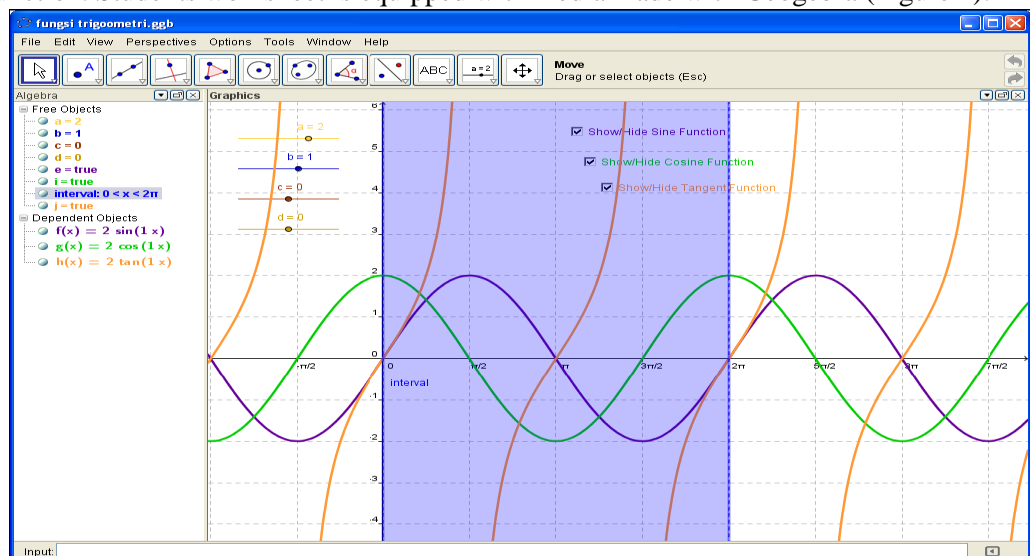 fungsi trigoometri.ggb
File Edit View Perspectives Options Tools Window Help
A
ABC
a=2
Move
Drag or select objects (Esc)
Algebra
Graphics
Free Objects
a = 2
b = 1
c = 0
d = 0
e = true
i = true
interval: 0 < x < 2π
j = true
Dependent Objects
f(x) = 2 sin(1 x)
g(x) = 2 cos(1 x)
h(x) = 2 tan(1 x)
a = 2
b = 1
c = 0
d = 0
Show/Hide Sine Function
Show/Hide Cosine Function
Show/Hide Tangent Function
6
5
4
3
2
1
0
-1
-2
-3
-4
-π/2 0 π/2 π 3π/2 2π 5π/2 3π 7π/2
interval
Input: